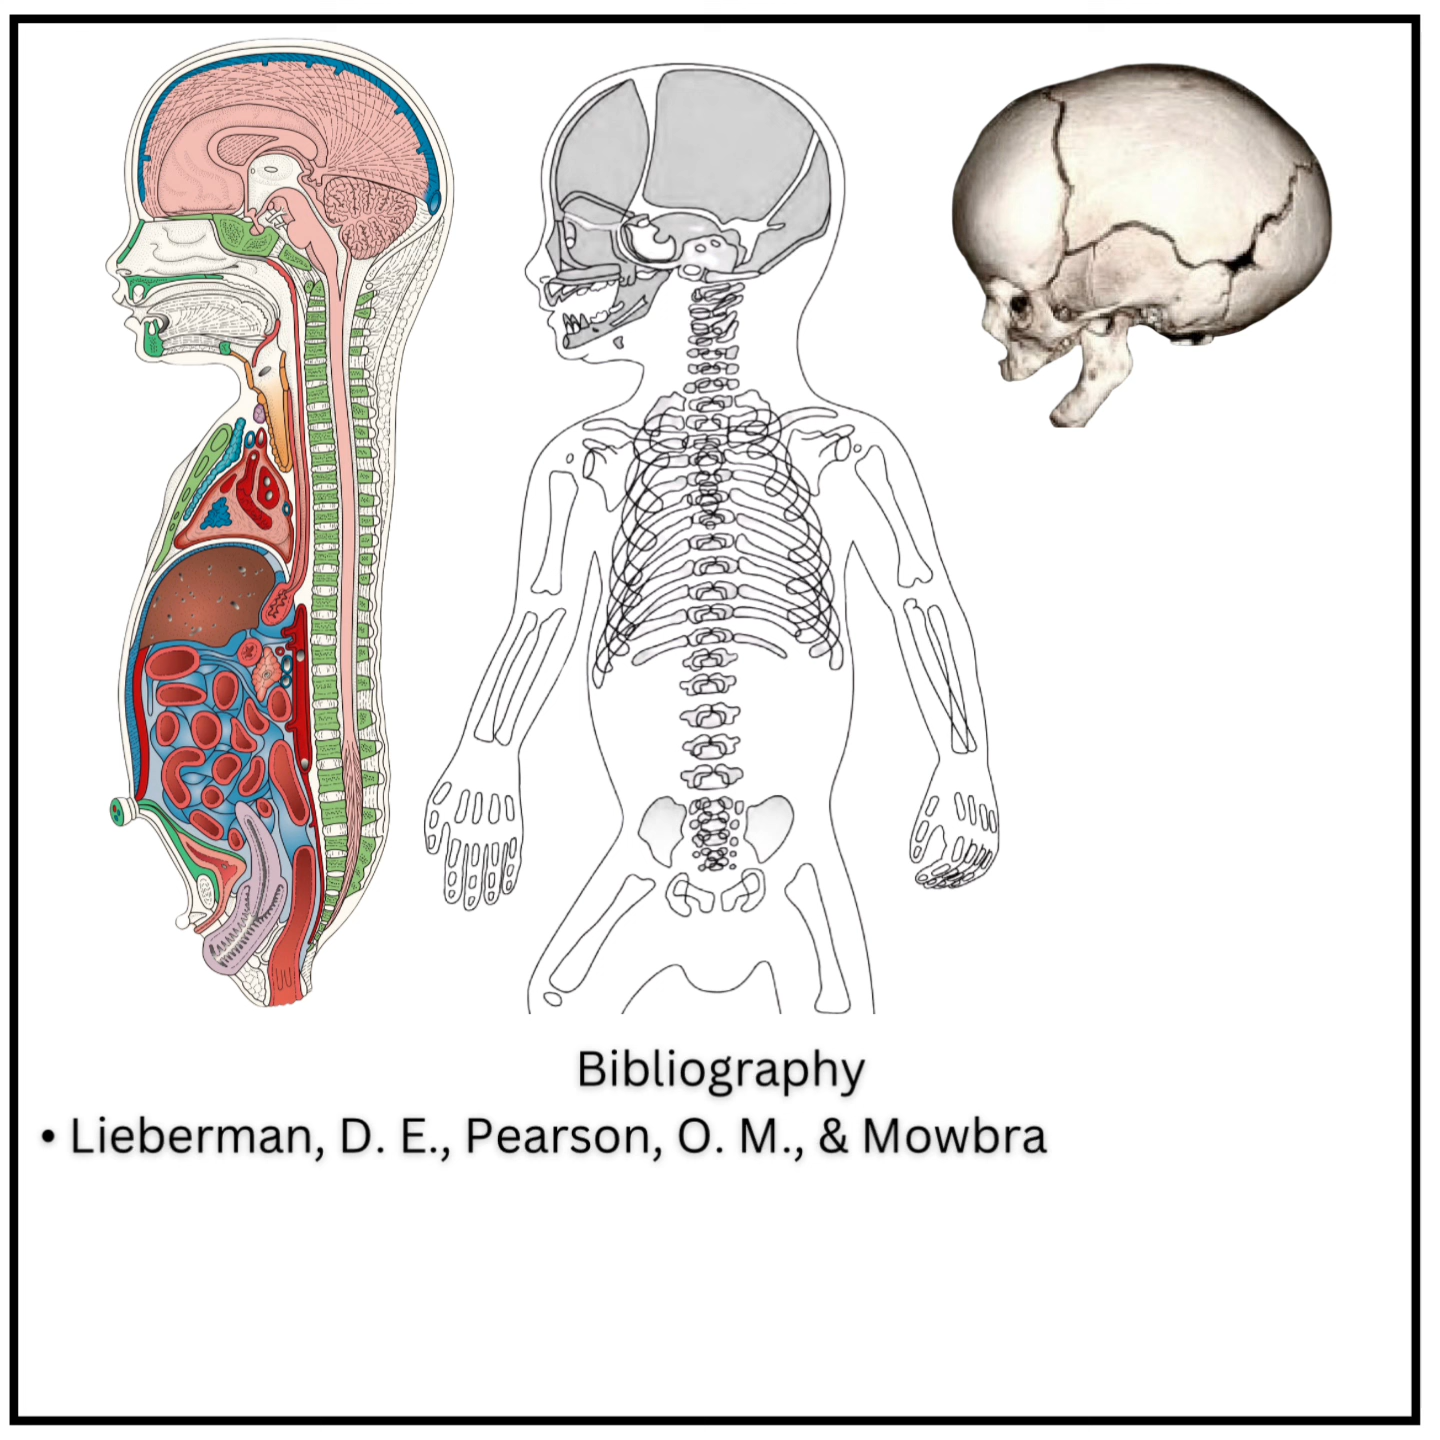 Bibliography
• Lieberman, D. E., Pearson, O. M., & Mowbra